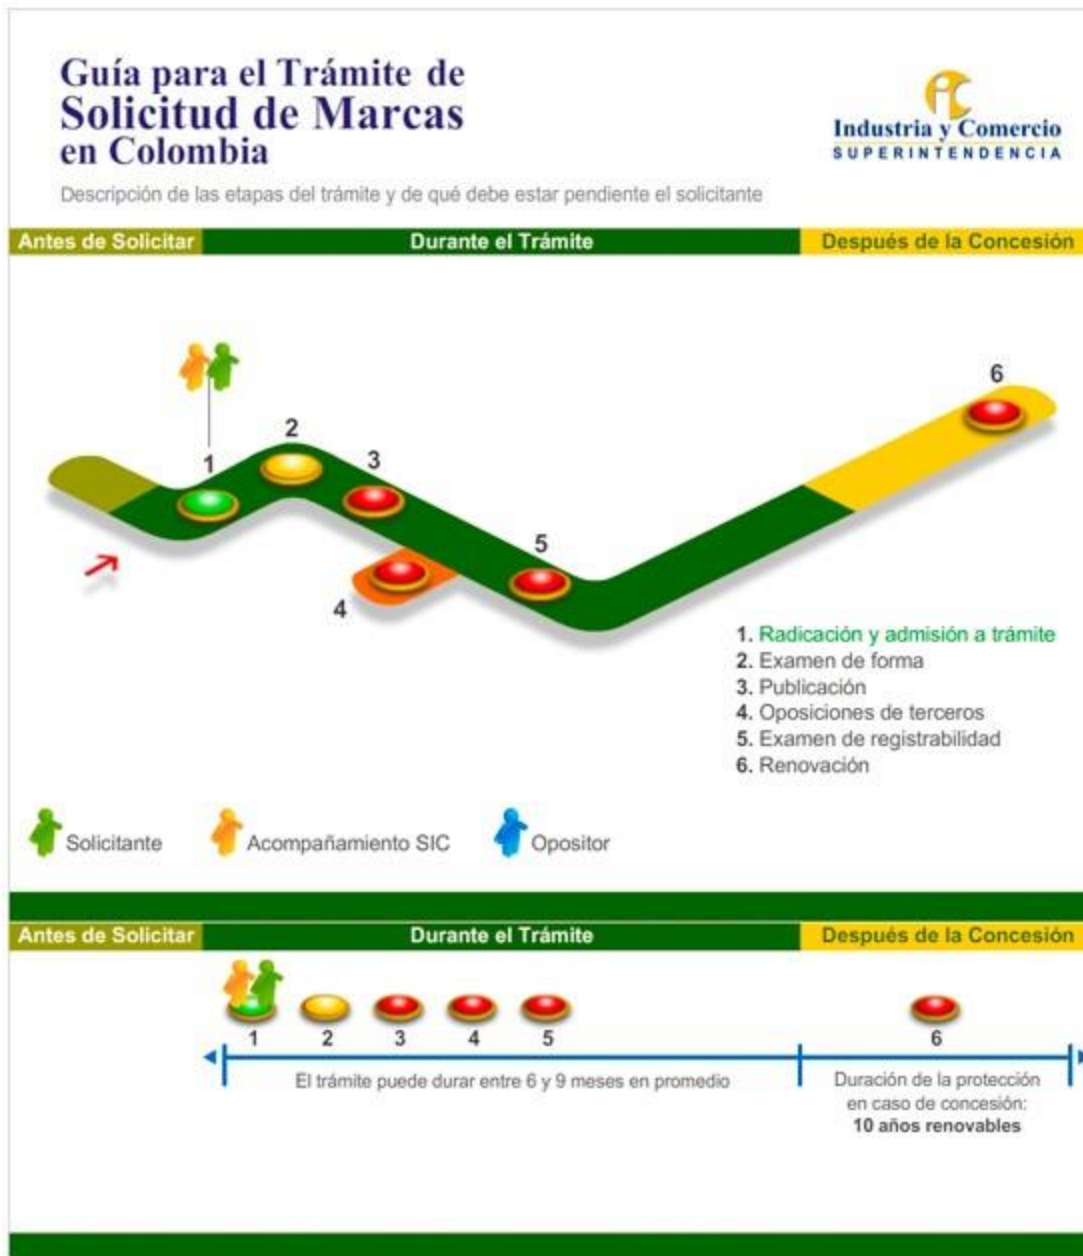 Guía para el Trámite de
Solicitud de Marcas
en Colombia
Descripción de las etapas del trámite y de qué debe estar pendiente el solicitante
Industria y Comercio
SUPERINTENDENCIA
Antes de Solicitar
Durante el Trámite
Después de la Concesión
1
2
3
4
5
6
1. Radicación y admisión a trámite
2. Examen de forma
3. Publicación
4. Oposiciones de terceros
5. Examen de registrabilidad
6. Renovación
Solicitante
Acompañamiento SIC
Opositor
Antes de Solicitar
Durante el Trámite
Después de la Concesión
1
2
3
4
5
6
El trámite puede durar entre 6 y 9 meses en promedio
Duración de la protección
en caso de concesión:
10 años renovables